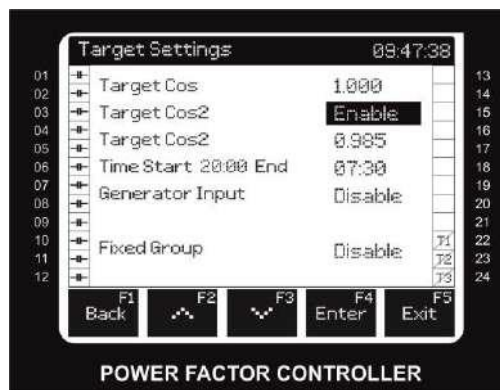 Target Settings 09:47:38
01 13
02 Target Cos 1.000 14
03 Target Cos2 Enable 15
04 16
05 Target Cos2 0.985 17
06 Time Start 20:00 End 07:30 18
07 Generator Input Disable 19
08 20
09 21
10 Fixed Group Disable T1 22
11 T2 23
12 T3 24
F1 F2 F3 F4 F5
Back Enter Exit
POWER FACTOR CONTROLLER